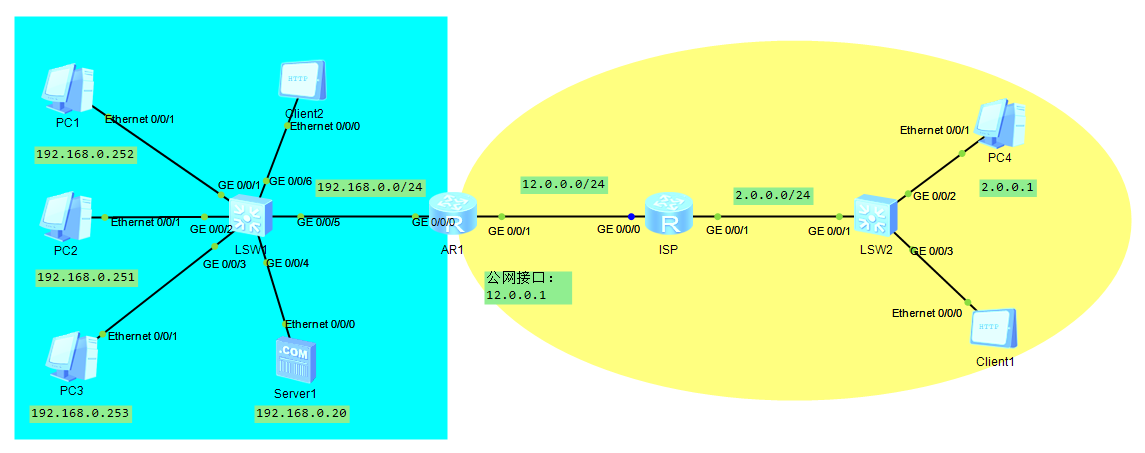 HTTP
Client2
Ethernet 0/0/0
PC1
Ethernet 0/0/1
192.168.0.252
GE 0/0/1
GE 0/0/6
192.168.0.0/24
PC2
Ethernet 0/0/1
GE 0/0/2
LSW1
GE 0/0/5
192.168.0.251
GE 0/0/3
GE 0/0/4
PC3
Ethernet 0/0/1
192.168.0.253
Ethernet 0/0/0
.COM
Server1
192.168.0.20
GE 0/0/0
R
AR1
GE 0/0/1
12.0.0.0/24
公网接口:
12.0.0.1
GE 0/0/0
R
ISP
GE 0/0/1
2.0.0.0/24
GE 0/0/1
LSW2
GE 0/0/2
Ethernet 0/0/1
PC4
2.0.0.1
GE 0/0/3
Ethernet 0/0/0
HTTP
Client1